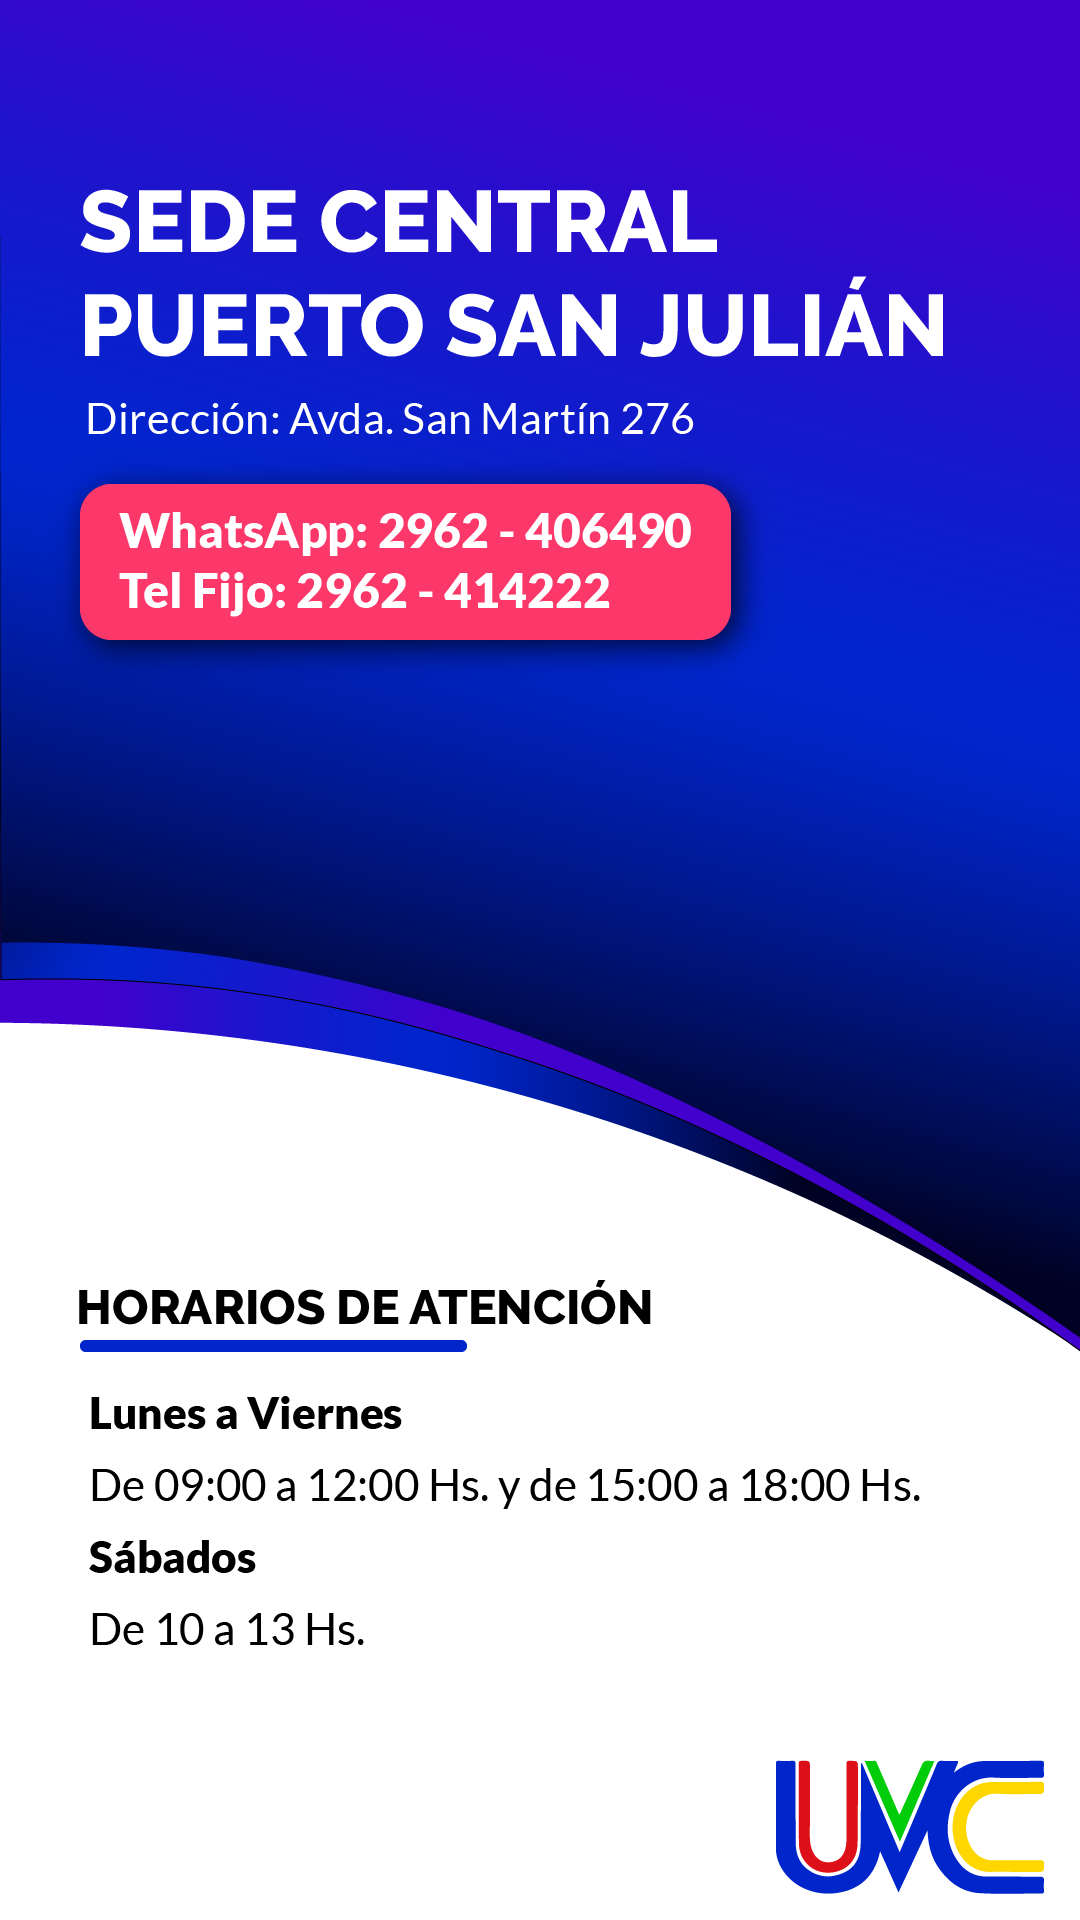 SEDE CENTRAL
PUERTO SAN JULIÁN
Dirección: Avda. San Martín 276
WhatsApp: 2962 - 406490
Tel Fijo: 2962 - 414222
HORARIOS DE ATENCIÓN
Lunes a Viernes
De 09:00 a 12:00 Hs. y de 15:00 a 18:00 Hs.
Sábados
De 10 a 13 Hs.
UVC